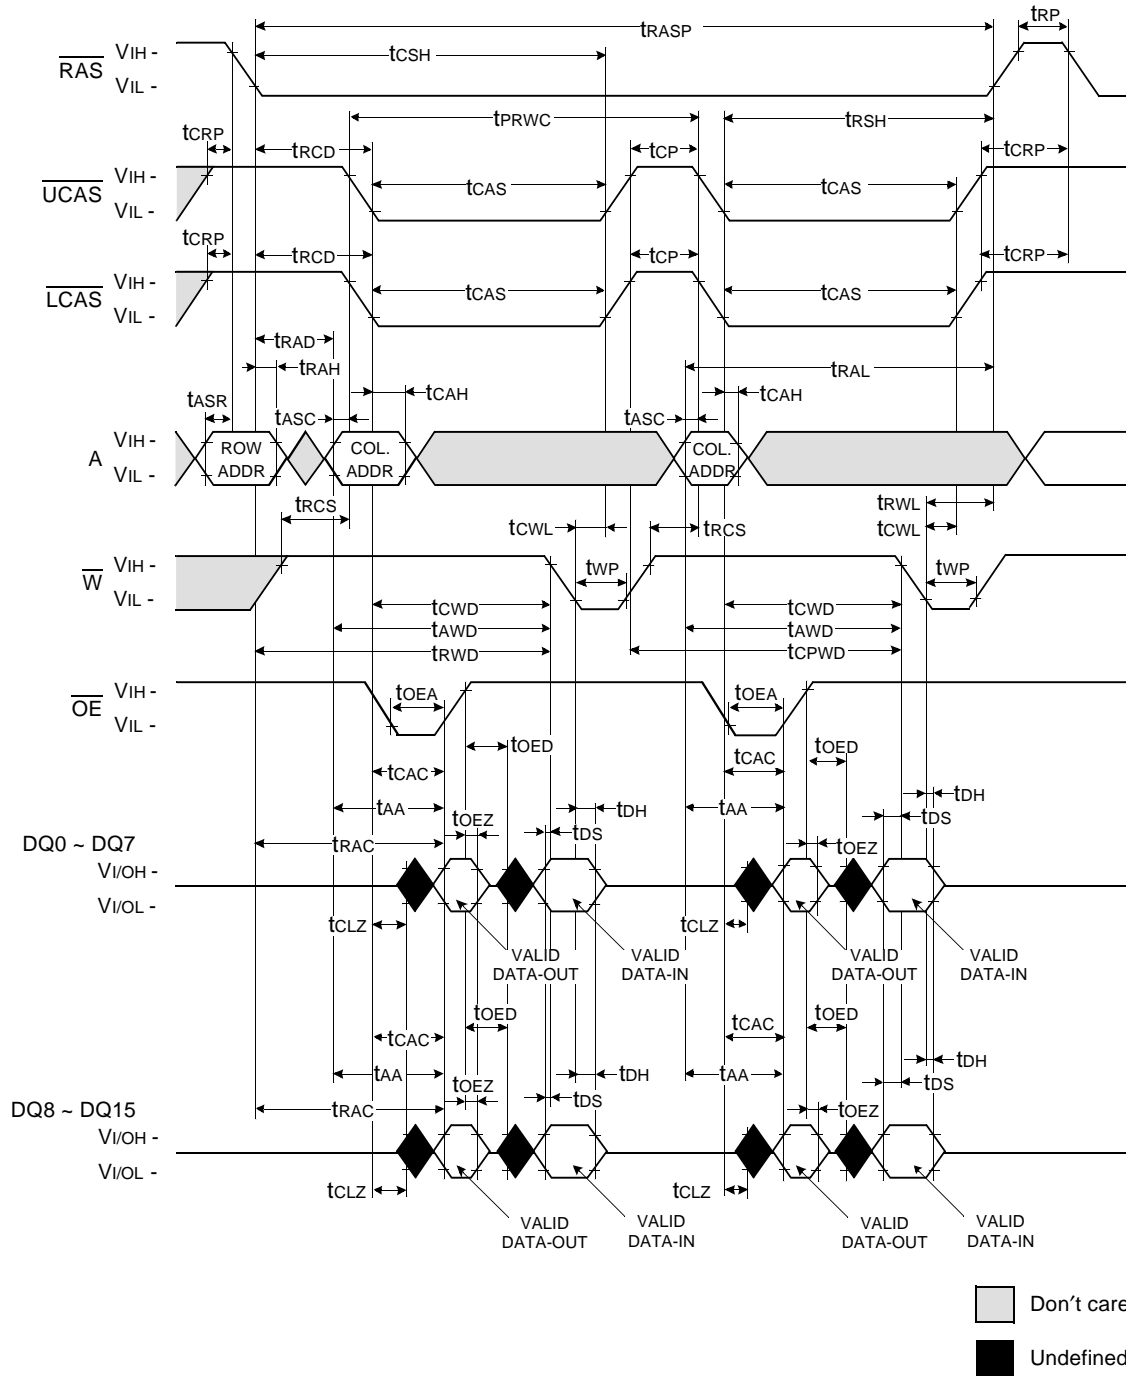 tRASP tRP
RAS VIH - tCSH
VIL -
tPRWC tRSH
tCRP tRCD tCP tCRP
UCAS VIH - tCAS tCAS
VIL -
tCRP tRCD tCP tCRP
LCAS VIH - tCAS tCAS
VIL -
tRAD
tRAH tRAL
tASR tASC tCAH tASC tCAH
A VIH - ROW ADDR COL. ADDR COL. ADDR
VIL -
tRCS tRWL
tCWL tRCS tCWL
W VIH - tWP tWP
VIL -
tCWD tCWD
tAWD tAWD
tRWD tCPWD
OE VIH - tOEA tOEA
VIL -
tOED tOED
tCAC tCAC
tAA tDH tAA tDH
tOEZ tDS tDS
DQ0 ~ DQ7 tRAC tOEZ
VI/OH -
VI/OL -
tCLZ tCLZ
VALID DATA-OUT VALID DATA-IN VALID DATA-OUT VALID DATA-IN
tOED tOED
tCAC tCAC
tAA tDH tAA tDH
tOEZ tDS tDS
DQ8 ~ DQ15 tRAC tOEZ
VI/OH -
VI/OL -
tCLZ tCLZ
VALID DATA-OUT VALID DATA-IN VALID DATA-OUT VALID DATA-IN
Don′t care
Undefined